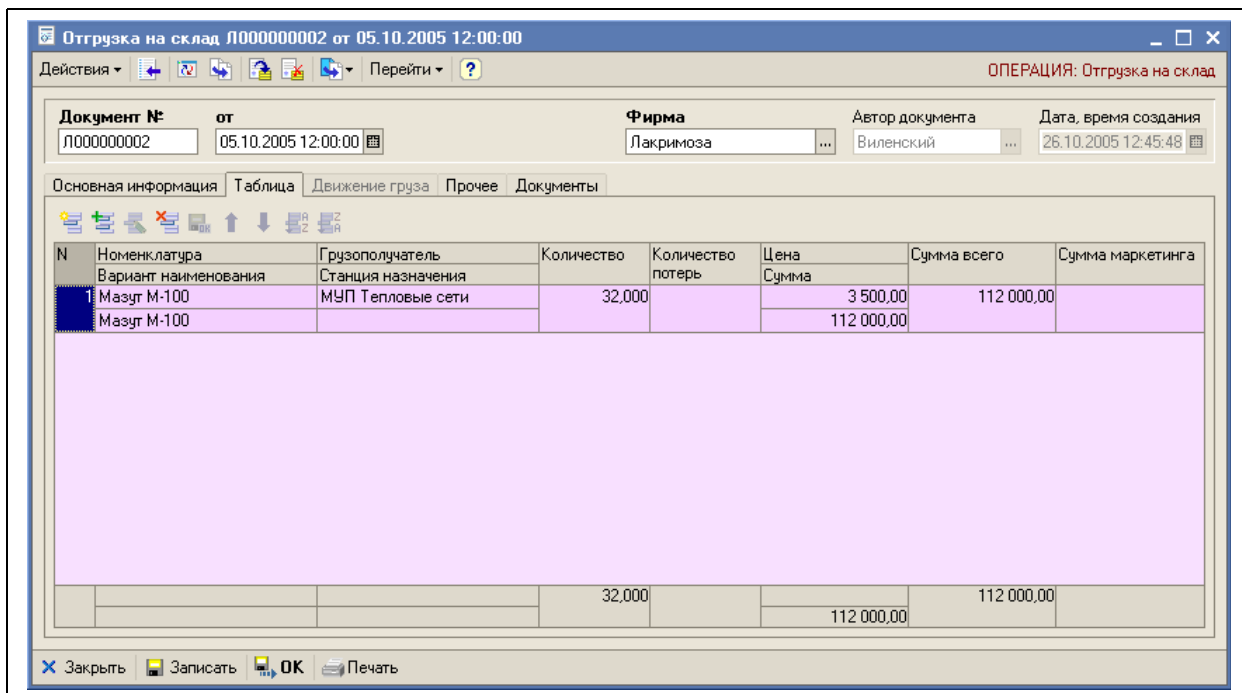 Отгрузка на склад Л000000002 от 05.10.2005 12:00:00
Действия Перейти ? ОПЕРАЦИЯ: Отгрузка на склад
Документ № от Фирма Автор документа Дата, время создания
Л000000002 05.10.2005 12:00:00 Лакримоза ... Виленский ... 26.10.2005 12:45:48
Основная информация Таблица Движение груза Прочее Документы
N Номенклатура Грузополучатель Количество Количество потерь Цена Сумма всего Сумма маркетинга
Вариант наименования Станция назначения Сумма
1 Мазут М-100 МУП Тепловые сети 32,000 3 500,00 112 000,00
Мазут М-100 112 000,00
32,000 112 000,00
112 000,00
Закрыть Записать OK Печать